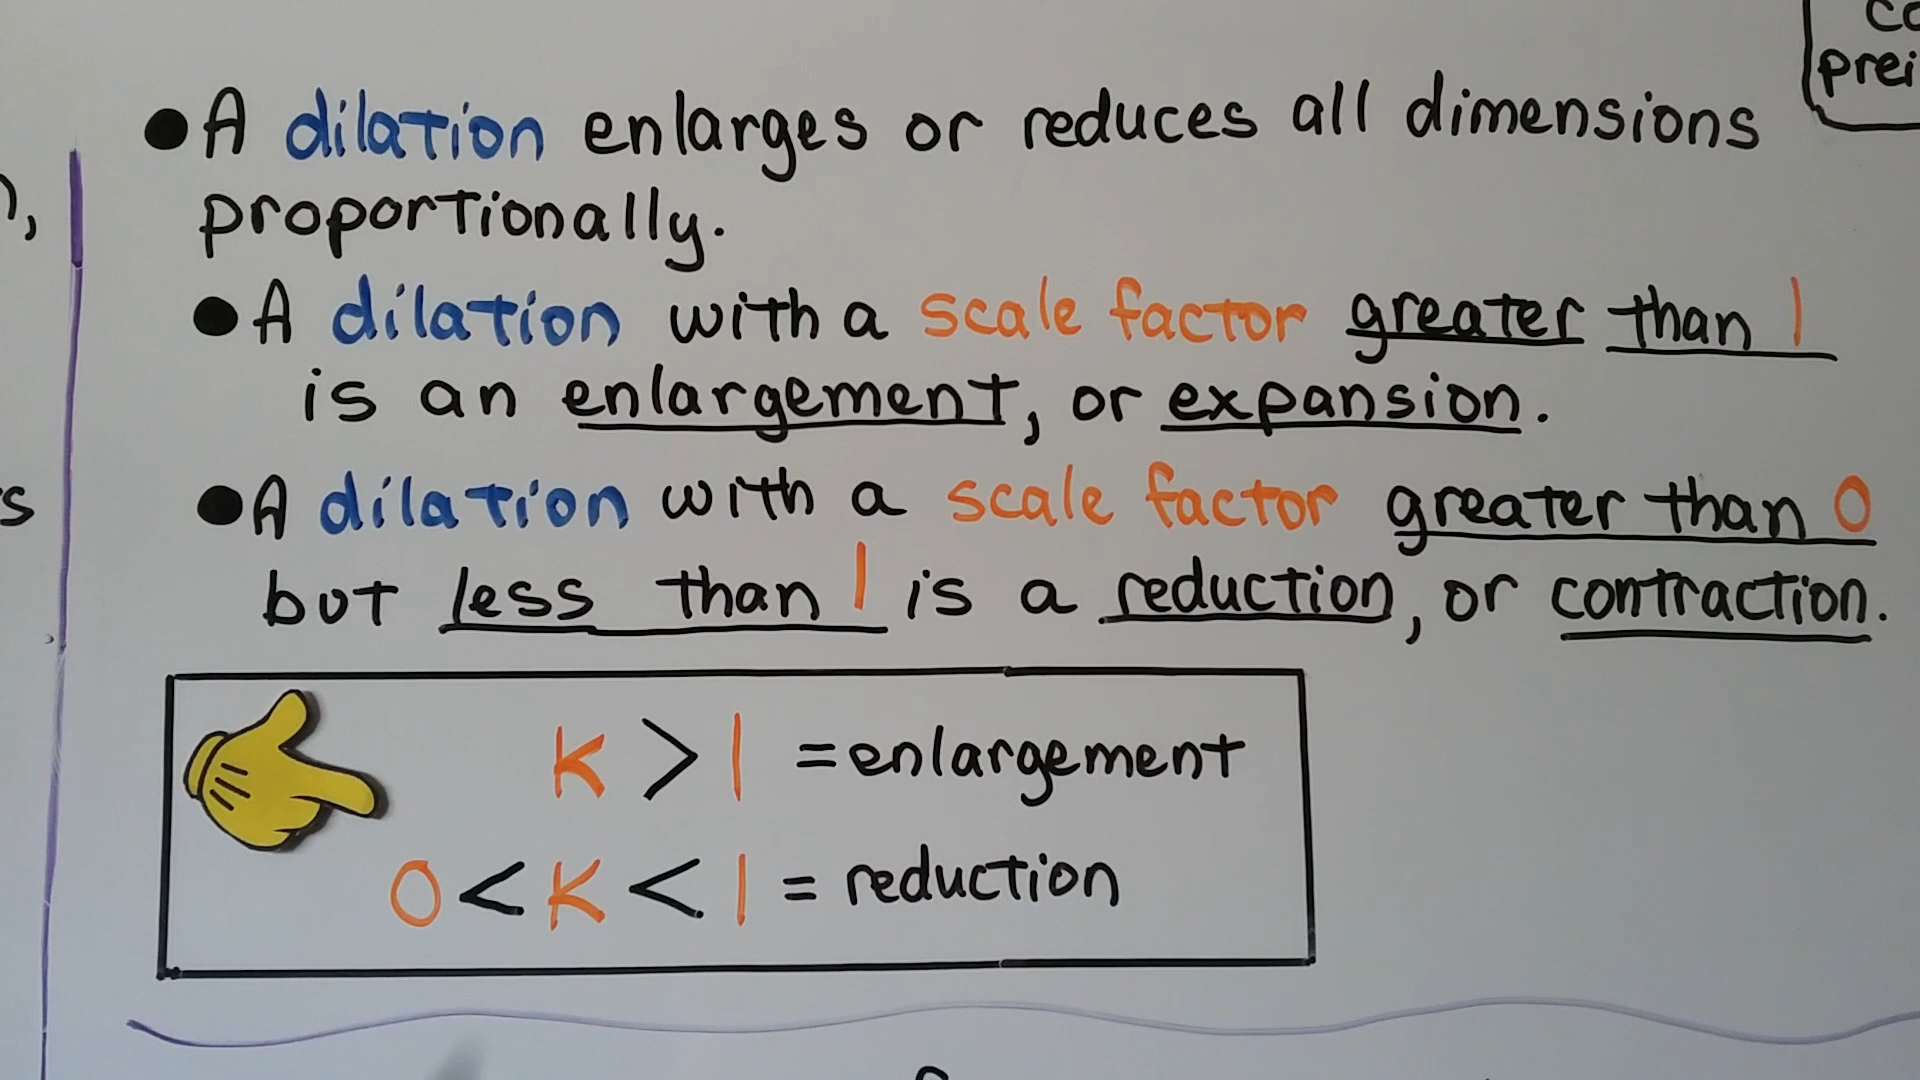 ● A dilation enlarges or reduces all dimensions
proportionally.
● A dilation with a scale factor greater than 1
is an enlargement, or expansion.
● A dilation with a scale factor greater than 0
but less than 1 is a reduction, or contraction.
K > 1 = enlargement
0 < K < 1 = reduction